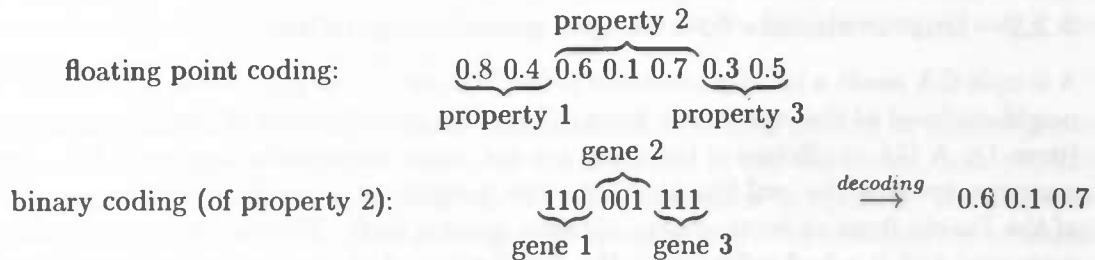 property 2
floating point coding: 0.8 0.4 0.6 0.1 0.7 0.3 0.5
property 1 property 3
gene 2
binary coding (of property 2): 110 001 111 decoding → 0.6 0.1 0.7
gene 1 gene 3